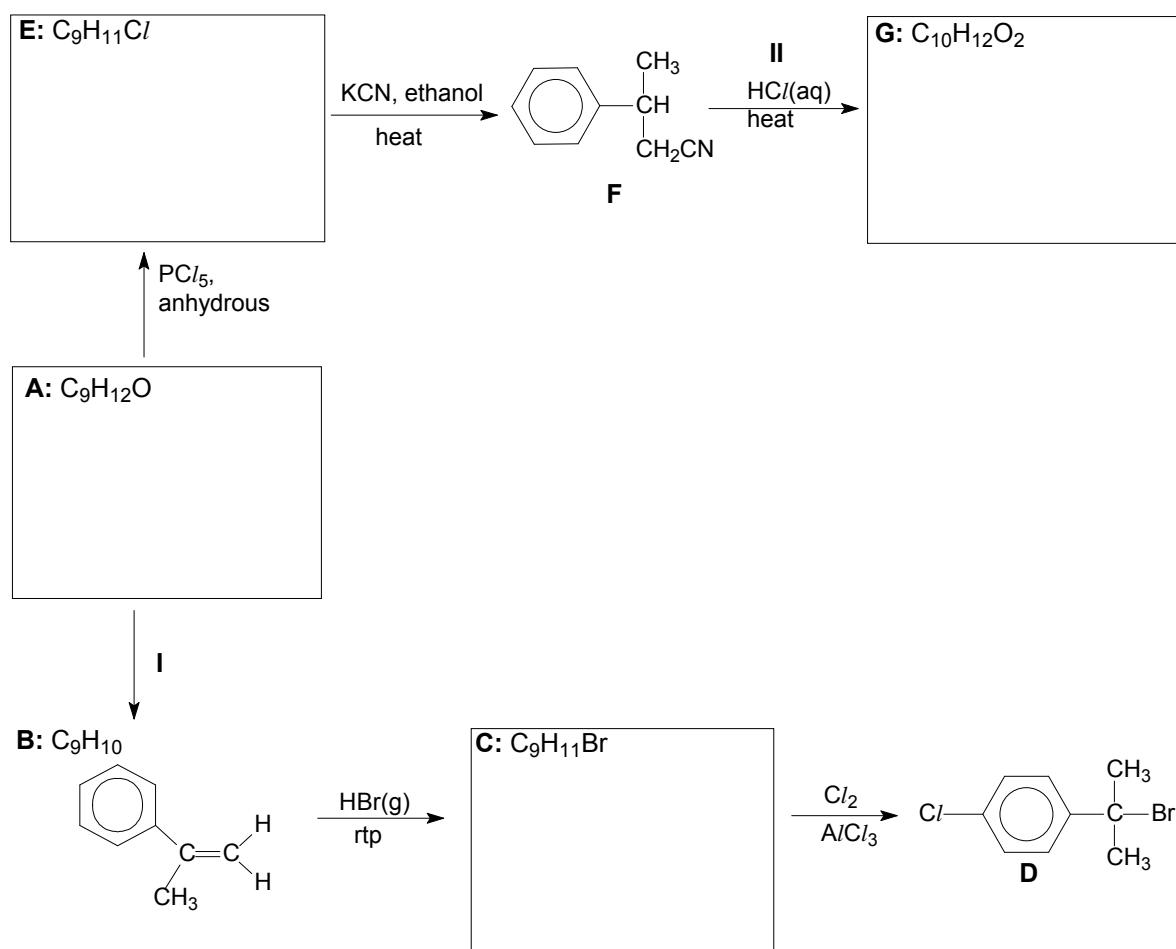 E: C₉H₁₁Cl
KCN, ethanol
heat
CH₃
CH
CH₂CN
F
II
HCl(aq)
heat
G: C₁₀H₁₂O₂
PCl₅,
anhydrous
A: C₉H₁₂O
I
B: C₉H₁₀
H
C=C
H
CH₃
HBr(g)
rtp
C: C₉H₁₁Br
Cl₂
AlCl₃
CH₃
Cl
C Br
CH₃
D